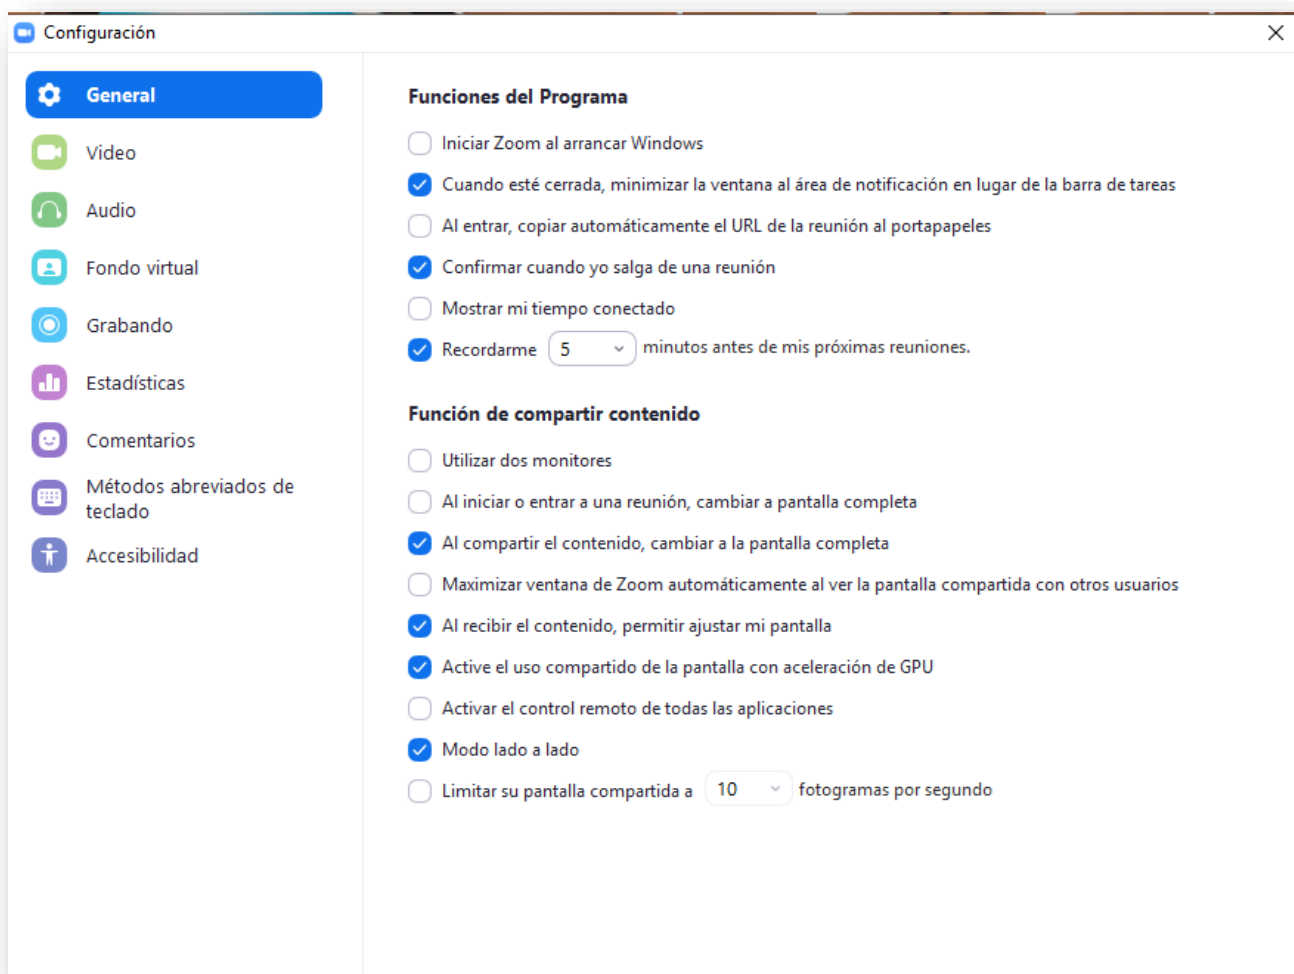 Configuración
General
Video
Audio
Fondo virtual
Grabando
Estadísticas
Comentarios
Métodos abreviados de
teclado
Accesibilidad
Funciones del Programa
Iniciar Zoom al arrancar Windows
Cuando esté cerrada, minimizar la ventana al área de notificación en lugar de la barra de tareas
Al entrar, copiar automáticamente el URL de la reunión al portapapeles
Confirmar cuando yo salga de una reunión
Mostrar mi tiempo conectado
Recordarme 5 minutos antes de mis próximas reuniones.
Función de compartir contenido
Utilizar dos monitores
Al iniciar o entrar a una reunión, cambiar a pantalla completa
Al compartir el contenido, cambiar a la pantalla completa
Maximizar ventana de Zoom automáticamente al ver la pantalla compartida con otros usuarios
Al recibir el contenido, permitir ajustar mi pantalla
Active el uso compartido de la pantalla con aceleración de GPU
Activar el control remoto de todas las aplicaciones
Modo lado a lado
Limitar su pantalla compartida a 10 fotogramas por segundo